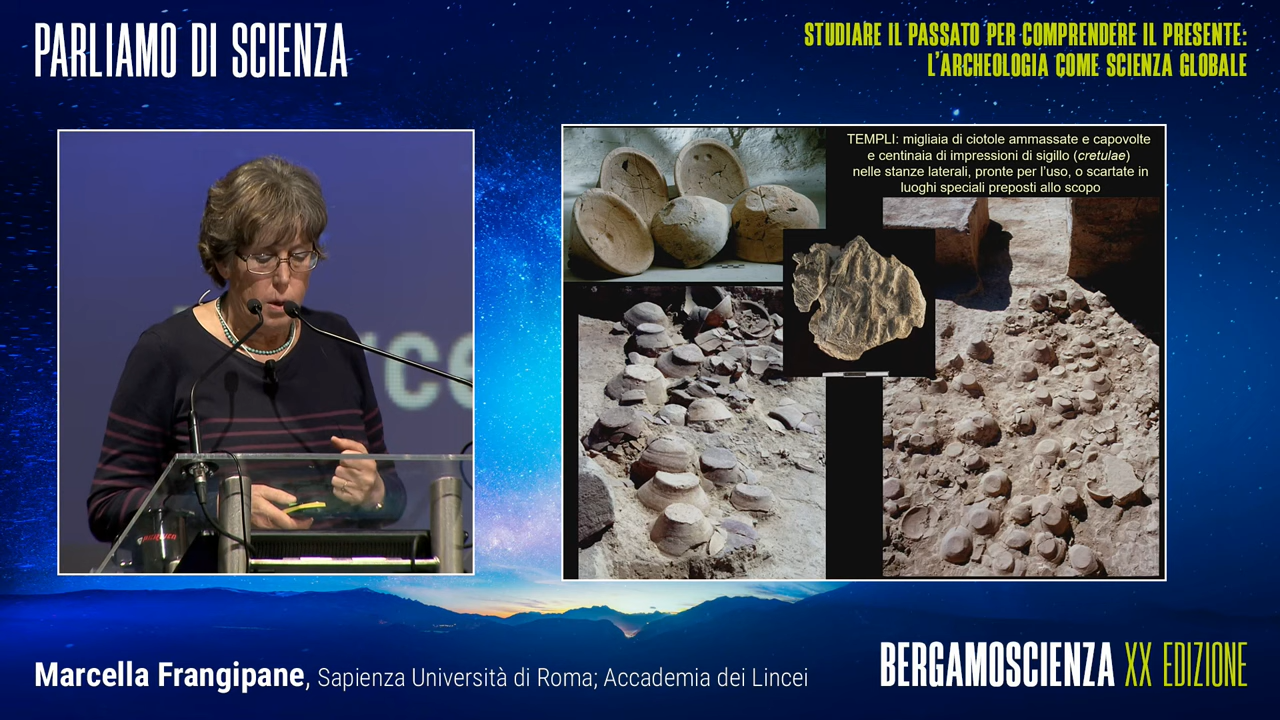 PARLIAMO DI SCIENZA
STUDIARE IL PASSATO PER COMPRENDERE IL PRESENTE:
L'ARCHEOLOGIA COME SCIENZA GLOBALE
TEMPLI: migliaia di ciotole ammassate e capovolte
e centinaia di impressioni di sigillo (cretulae)
nelle stanze laterali, pronte per l'uso, o scartate in
luoghi speciali preposti allo scopo
Marcella Frangipane, Sapienza Università di Roma; Accademia dei Lincei
BERGAMOSCIENZA XX EDIZIONE